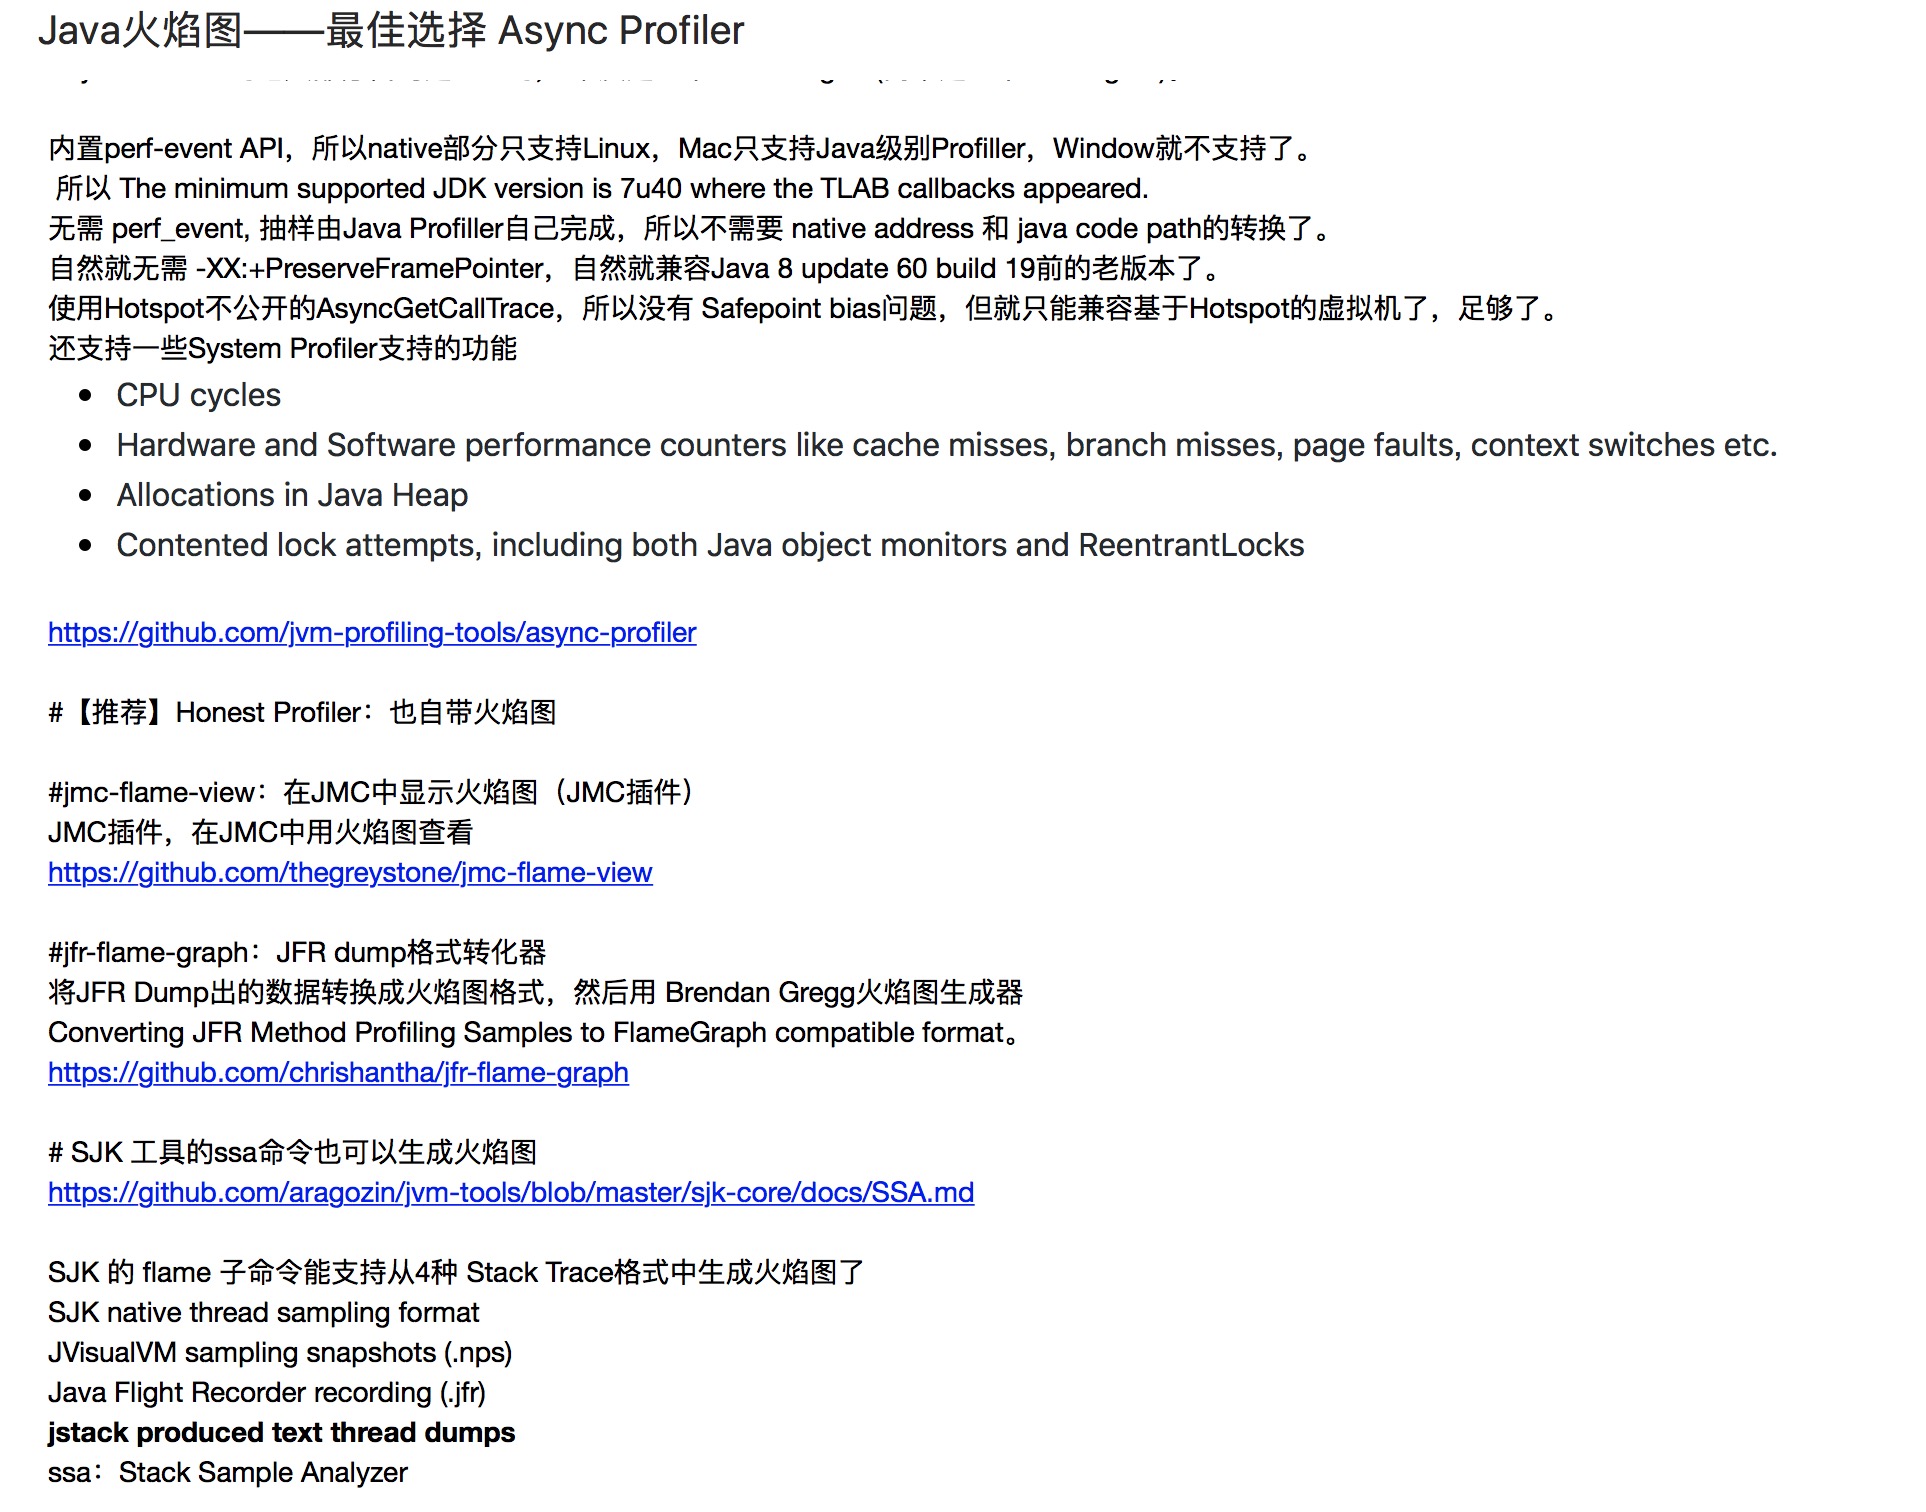 Java火焰图——最佳选择 Async Profiler
内置perf-event API，所以native部分只支持Linux，Mac只支持Java级别Profiller，Window就不支持了。
所以 The minimum supported JDK version is 7u40 where the TLAB callbacks appeared.
无需 perf_event, 抽样由Java Profiller自己完成，所以不需要 native address 和 java code path的转换了。
自然就无需 -XX:+PreserveFramePointer，自然就兼容Java 8 update 60 build 19前的老版本了。
使用Hotspot不公开的AsyncGetCallTrace，所以没有 Safepoint bias问题，但就只能兼容基于Hotspot的虚拟机了，足够了。
还支持一些System Profiler支持的功能
• CPU cycles
• Hardware and Software performance counters like cache misses, branch misses, page faults, context switches etc.
• Allocations in Java Heap
• Contented lock attempts, including both Java object monitors and ReentrantLocks
https://github.com/jvm-profiling-tools/async-profiler
#【推荐】Honest Profiler：也自带火焰图
#jmc-flame-view：在JMC中显示火焰图（JMC插件）
JMC插件，在JMC中用火焰图查看
https://github.com/thegreystone/jmc-flame-view
#jfr-flame-graph：JFR dump格式转化器
将JFR Dump出的数据转换成火焰图格式，然后用 Brendan Gregg火焰图生成器
Converting JFR Method Profiling Samples to FlameGraph compatible format。
https://github.com/chrishantha/jfr-flame-graph
# SJK 工具的ssa命令也可以生成火焰图
https://github.com/aragozin/jvm-tools/blob/master/sjk-core/docs/SSA.md
SJK 的 flame 子命令能支持从4种 Stack Trace格式中生成火焰图了
SJK native thread sampling format
JVisualVM sampling snapshots (.nps)
Java Flight Recorder recording (.jfr)
jstack produced text thread dumps
ssa：Stack Sample Analyzer